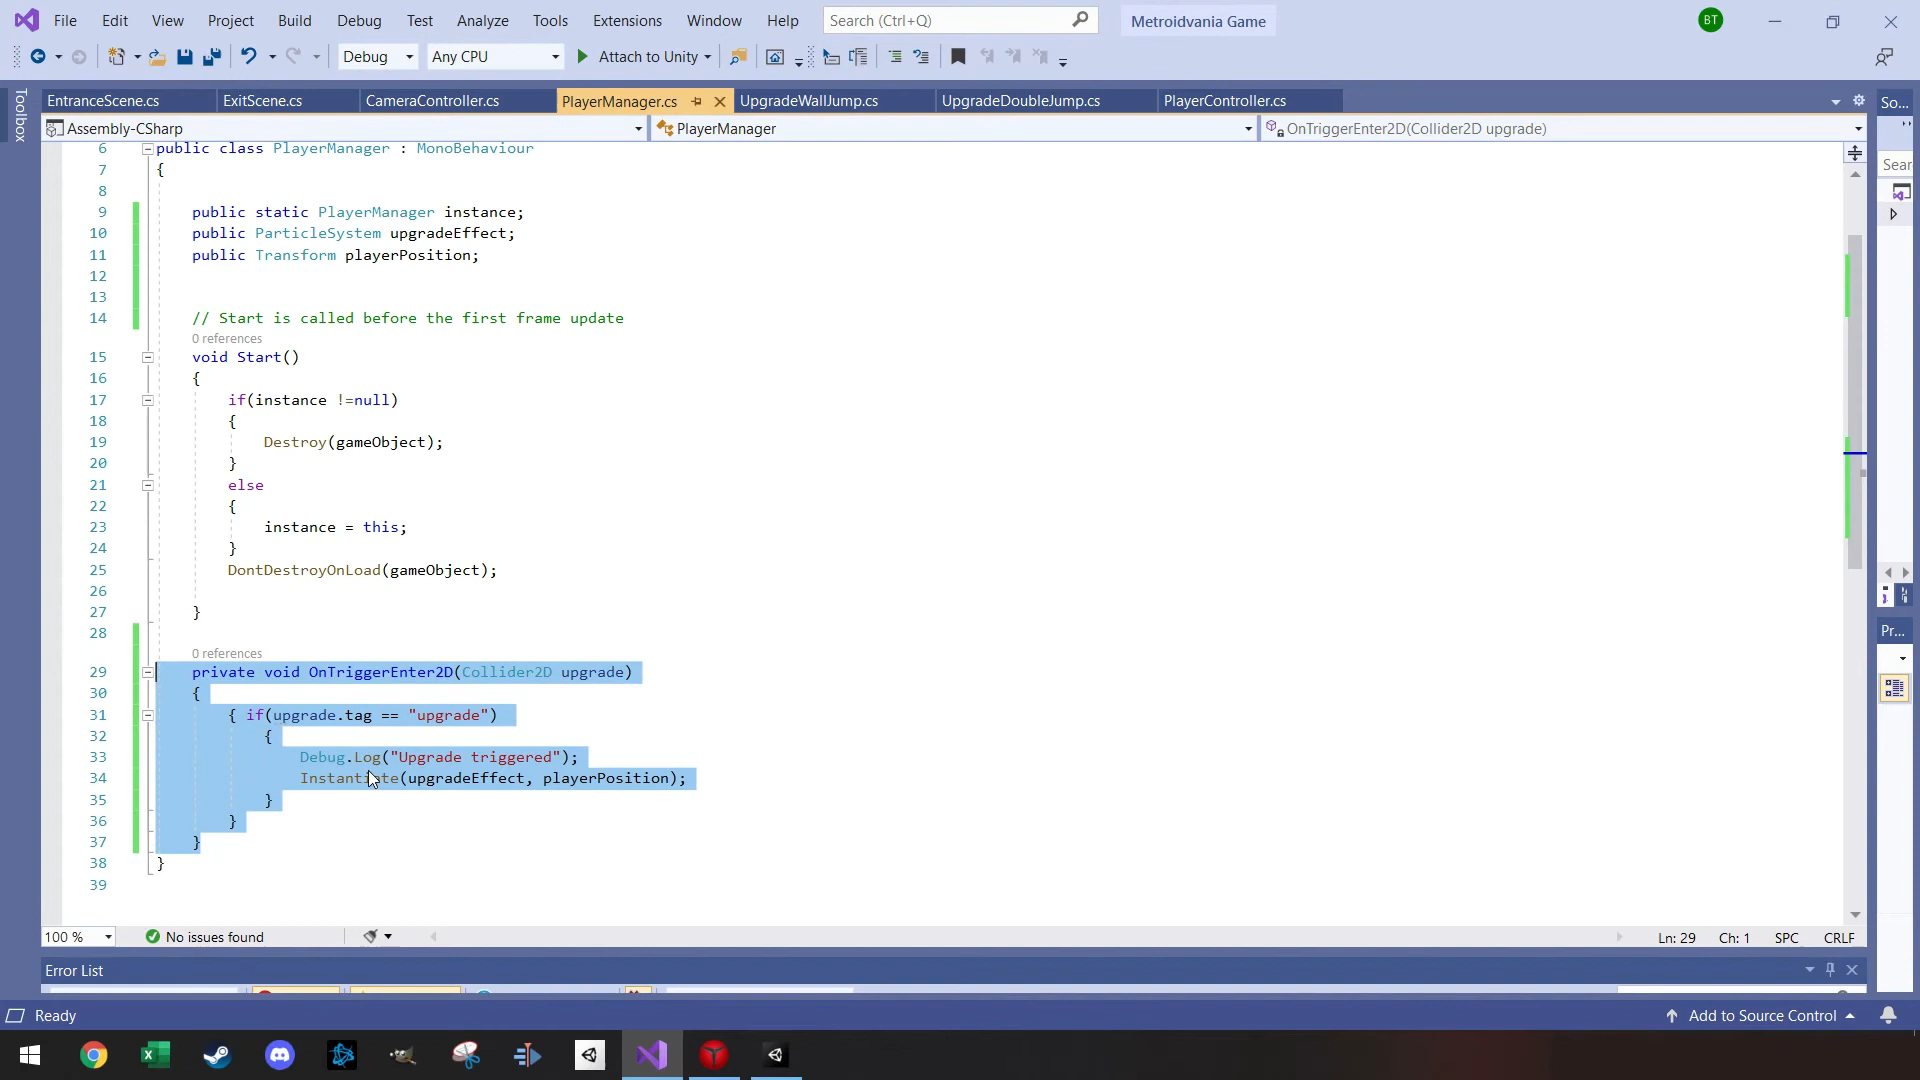 File Edit View Project Build Debug Test Analyze Tools Extensions Window Help Search (Ctrl+Q) Metroidvania Game BT
Debug Any CPU Attach to Unity
Toolbox
EntranceScene.cs ExitScene.cs CameraController.cs PlayerManager.cs UpgradeWallJump.cs UpgradeDoubleJump.cs PlayerController.cs So...
Assembly-CSharp PlayerManager OnTriggerEnter2D(Collider2D upgrade)
6 public class PlayerManager : MonoBehaviour
7 {
8
9 public static PlayerManager instance;
10 public ParticleSystem upgradeEffect;
11 public Transform playerPosition;
12
13
14 // Start is called before the first frame update
0 references
15 void Start()
16 {
17 if(instance !=null)
18 {
19 Destroy(gameObject);
20 }
21 else
22 {
23 instance = this;
24 }
25 DontDestroyOnLoad(gameObject);
26
27 }
28
0 references
29 private void OnTriggerEnter2D(Collider2D upgrade)
30 {
31 { if(upgrade.tag == "upgrade")
32 {
33 Debug.Log("Upgrade triggered");
34 Instantiate(upgradeEffect, playerPosition);
35 }
36 }
37 }
38 }
39
Sear
Pr...
100 % No issues found Ln: 29 Ch: 1 SPC CRLF
Error List
Ready Add to Source Control